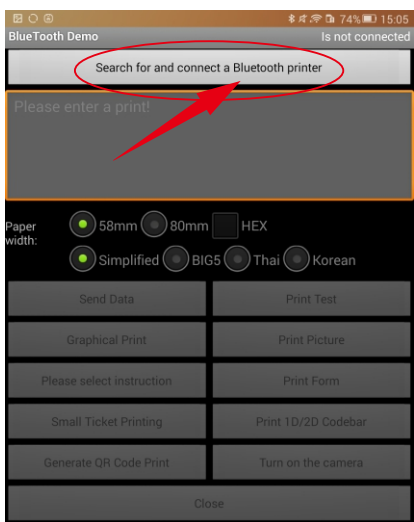 74% 15:05
BlueTooth Demo Is not connected
Search for and connect a Bluetooth printer
Please enter a print!
Paper width: 58mm 80mm HEX
Simplified BIG5 Thai Korean
Send Data Print Test
Graphical Print Print Picture
Please select instruction Print Form
Small Ticket Printing Print 1D/2D Codebar
Generate QR Code Print Turn on the camera
Close